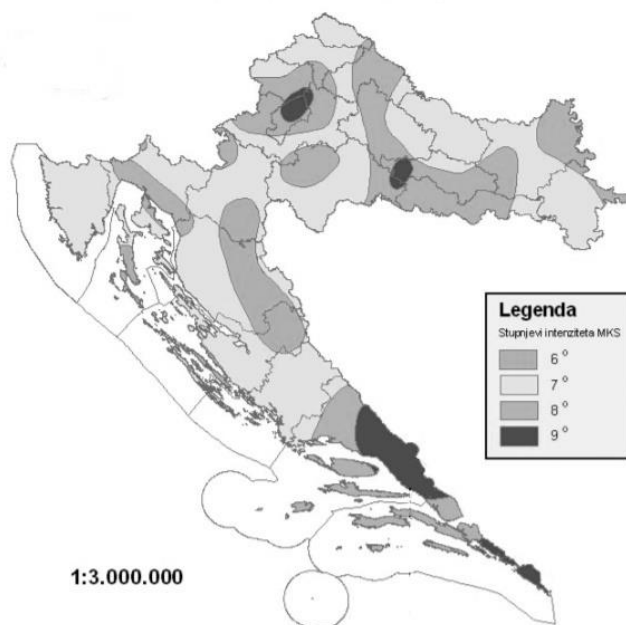 Legenda
Stupnjevi intenziteta MKS
6 °
7 °
8 °
9 °
1:3.000.000